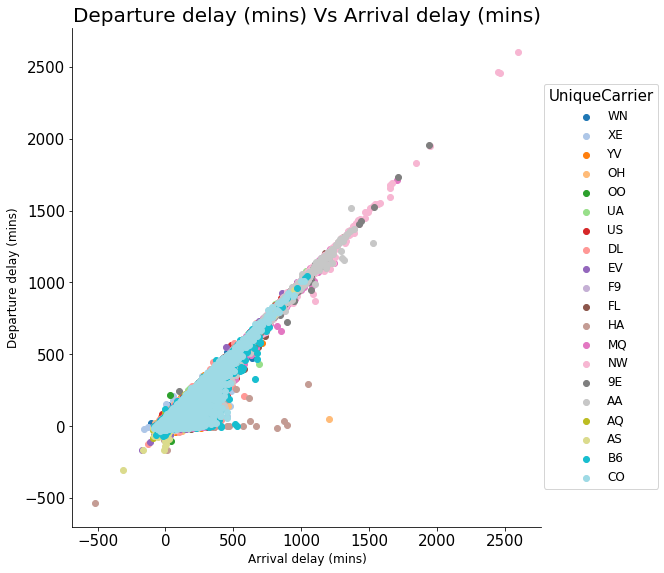 Departure delay (mins) Vs Arrival delay (mins)
2500
2000
1500
1000
500
0
−500
Departure delay (mins)
−500 0 500 1000 1500 2000 2500
Arrival delay (mins)
UniqueCarrier
WN
XE
YV
OH
OO
UA
US
DL
EV
F9
FL
HA
MQ
NW
9E
AA
AQ
AS
B6
CO